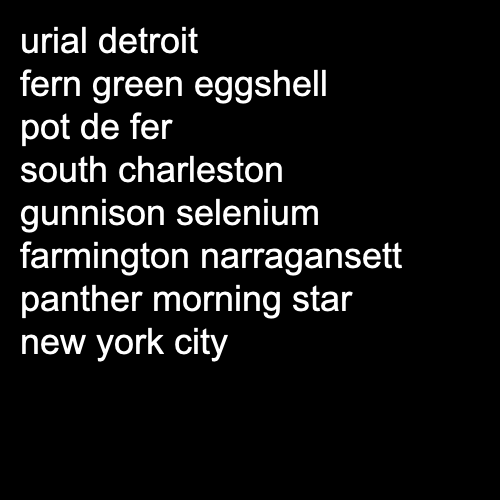 urial detroit
fern green eggshell
pot de fer
south charleston
gunnison selenium
farmington narragansett
panther morning star
new york city